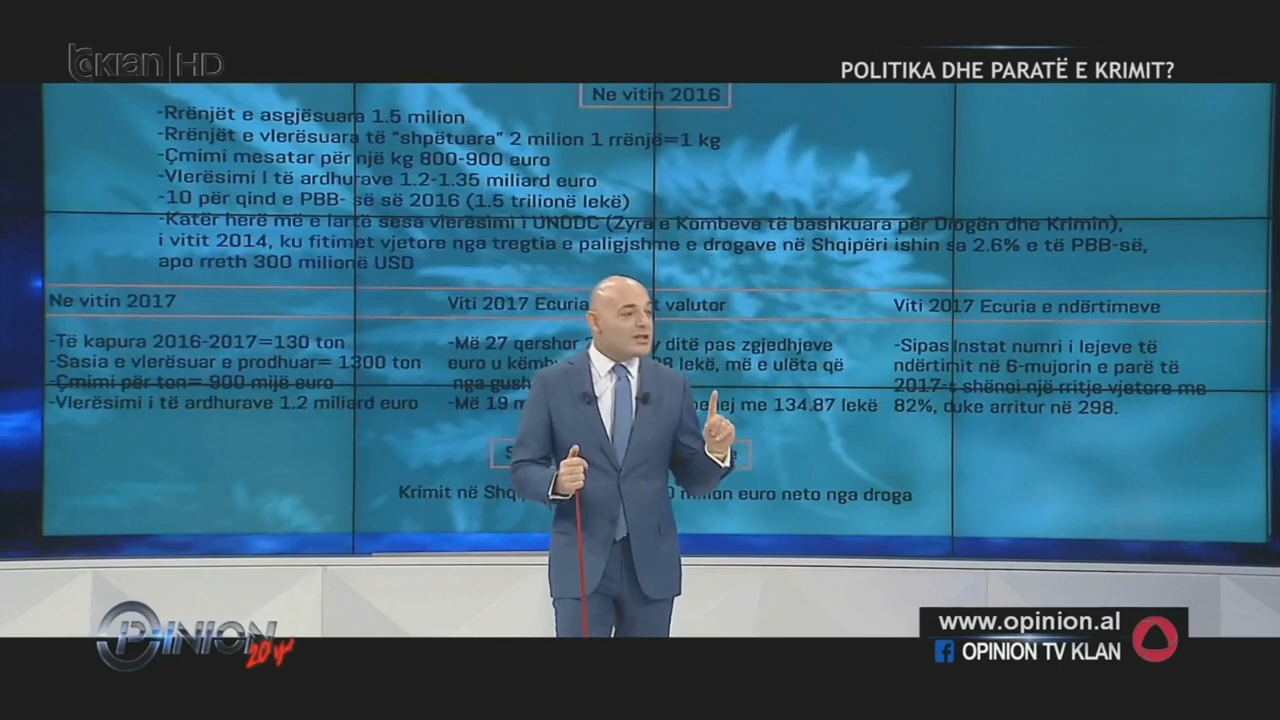 tvklan HD
POLITIKA DHE PARATË E KRIMIT?
Ne vitin 2016
-Rrënjët e asgjësuara 1.5 milion
-Rrënjët e vlerësuara të "shpëtuara" 2 milion 1 rrënjë=1 kg
-Çmimi mesatar për një kg 800-900 euro
-Vlerësimi I të ardhurave 1.2-1.35 miliard euro
-10 për qind e PBB- së së 2016 (1.5 trilionë lekë)
-Katër herë më e lartë sesa vlerësimi i UNODC (Zyra e Kombeve të bashkuara për Drogën dhe Krimin),
i vitit 2014, ku fitimet vjetore nga tregtia e paligjshme e drogave në Shqipëri ishin sa 2.6% e të PBB-së,
apo rreth 300 milionë USD
Ne vitin 2017
-Të kapura 2016-2017=130 ton
-Sasia e vlerësuar e prodhuar= 1300 ton
-Çmimi për ton= 900 mijë euro
-Vlerësimi i të ardhurave 1.2 miliard euro
Viti 2017 Ecuria valutor
-Më 27 qershor ditë pas zgjedhjeve
euro u lekë, më e ulëta që
nga
-Më 19 me 134.87 lekë
Viti 2017 Ecuria e ndërtimeve
-Sipas Instat numri i lejeve të
ndërtimit në 6-mujorin e parë të
2017-s shënoi një rritje vjetore me
82%, duke arritur në 298.
Krimit në milion euro neto nga droga
OPINION
20 vjet
www.opinion.al
OPINION TV KLAN